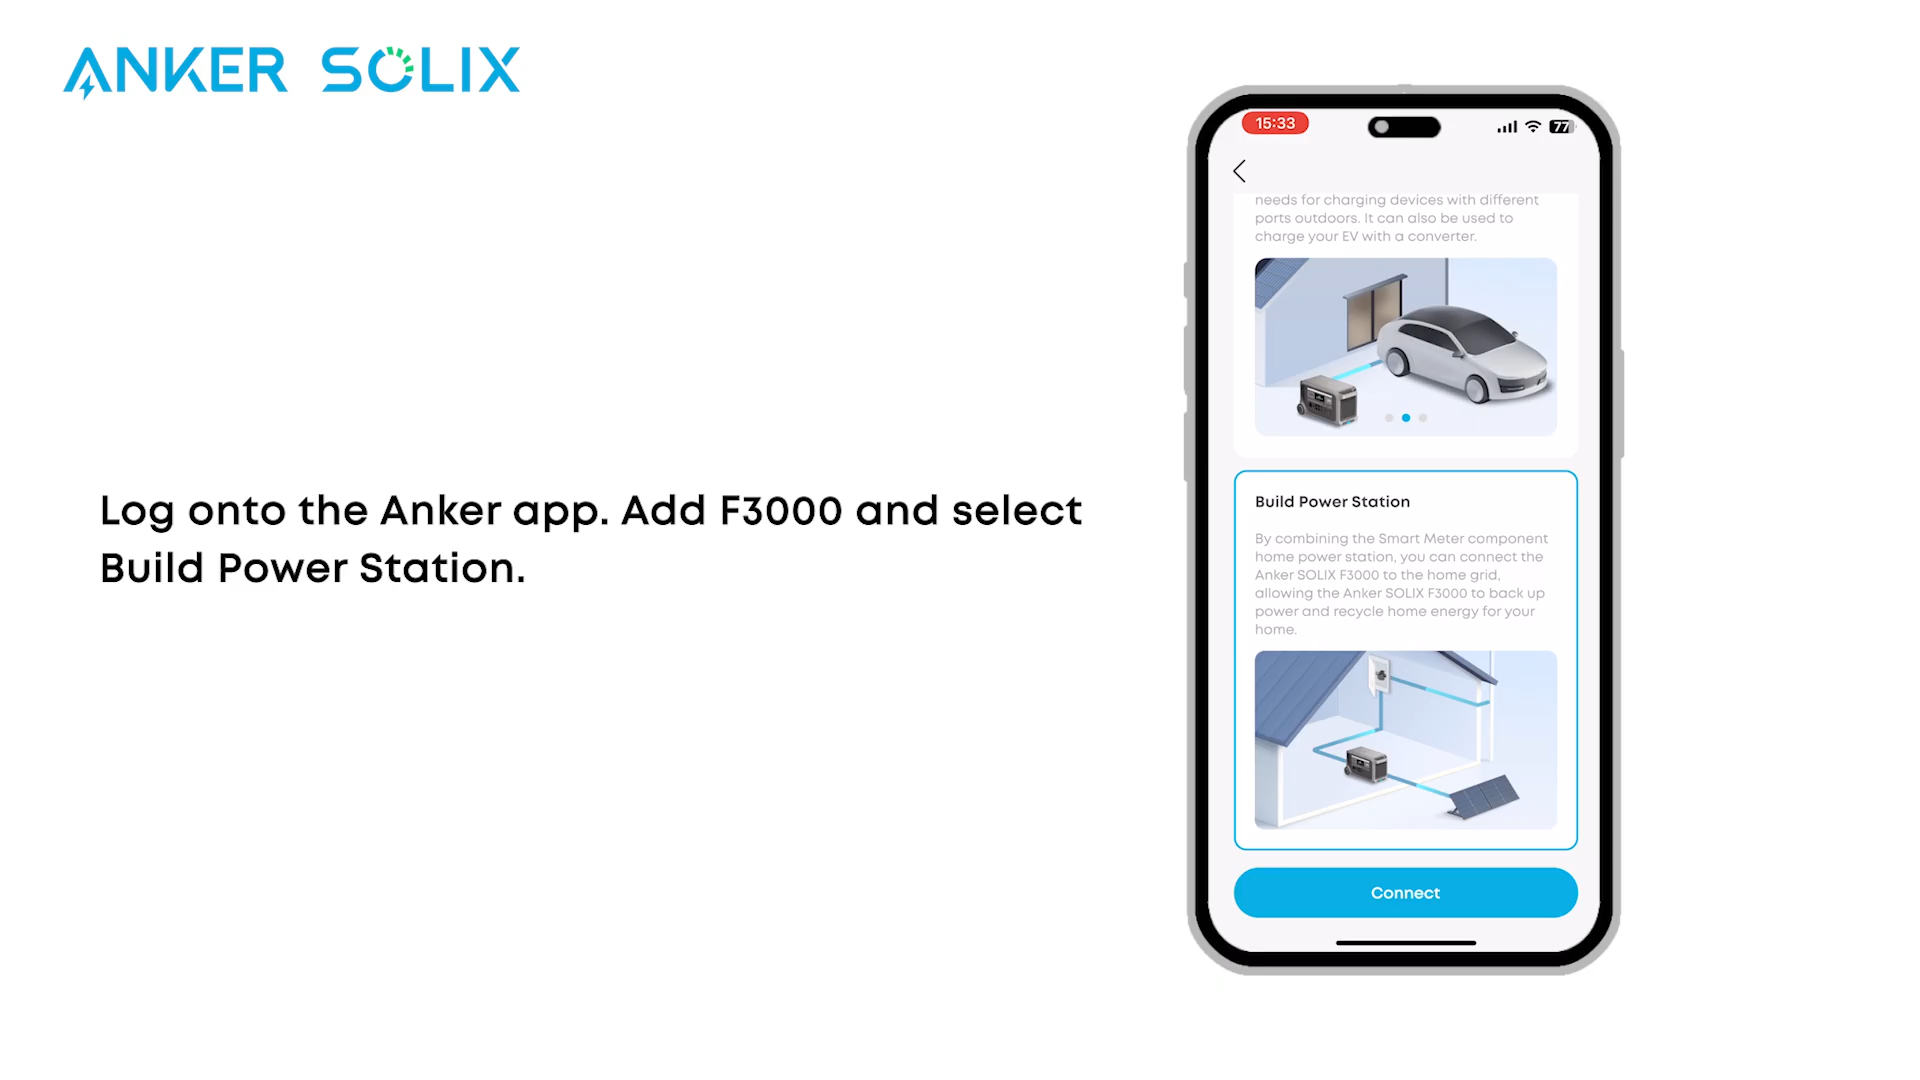 ANKER SOLIX
Log onto the Anker app. Add F3000 and select
Build Power Station.
15:33
77
needs for charging devices with different
ports outdoors. It can also be used to
charge your EV with a converter.
Build Power Station
By combining the Smart Meter component
home power station, you can connect the
Anker SOLIX F3000 to the home grid,
allowing the Anker SOLIX F3000 to back up
power and recycle home energy for your
home.
Connect